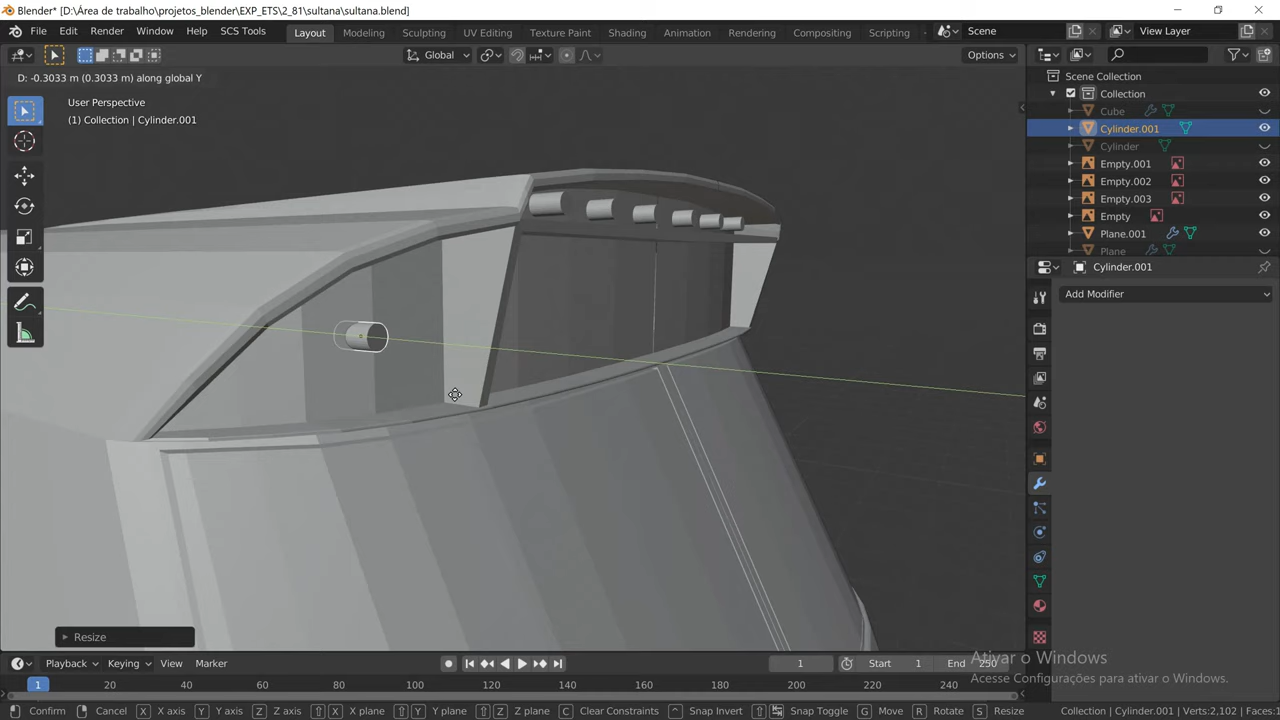 Blender* [D:\Área de trabalho\projetos_blender\EXP_ETS\2_81\sultana\sultana.blend]
File Edit Render Window Help SCS Tools Layout Modeling Sculpting UV Editing Texture Paint Shading Animation Rendering Compositing Scripting Scene View Layer
Global Options
D: -0.3033 m (0.3033 m) along global Y
User Perspective
(1) Collection | Cylinder.001
Scene Collection
Collection
Cube
Cylinder.001
Cylinder
Empty.001
Empty.002
Empty.003
Empty
Plane.001
Plane
Cylinder.001
Add Modifier
Resize
Ativar o Windows
Acesse Configurações para ativar o Windows.
Playback Keying View Marker 1 Start 1 End 250
1 20 40 60 80 100 120 140 160 180 200 220 240
Confirm Cancel X X axis Y Y axis Z Z axis X X plane Y Y plane Z Z plane C Clear Constraints Snap Invert Snap Toggle G Move R Rotate S Resize Collection | Cylinder.001 | Verts:2,102 | Faces:1